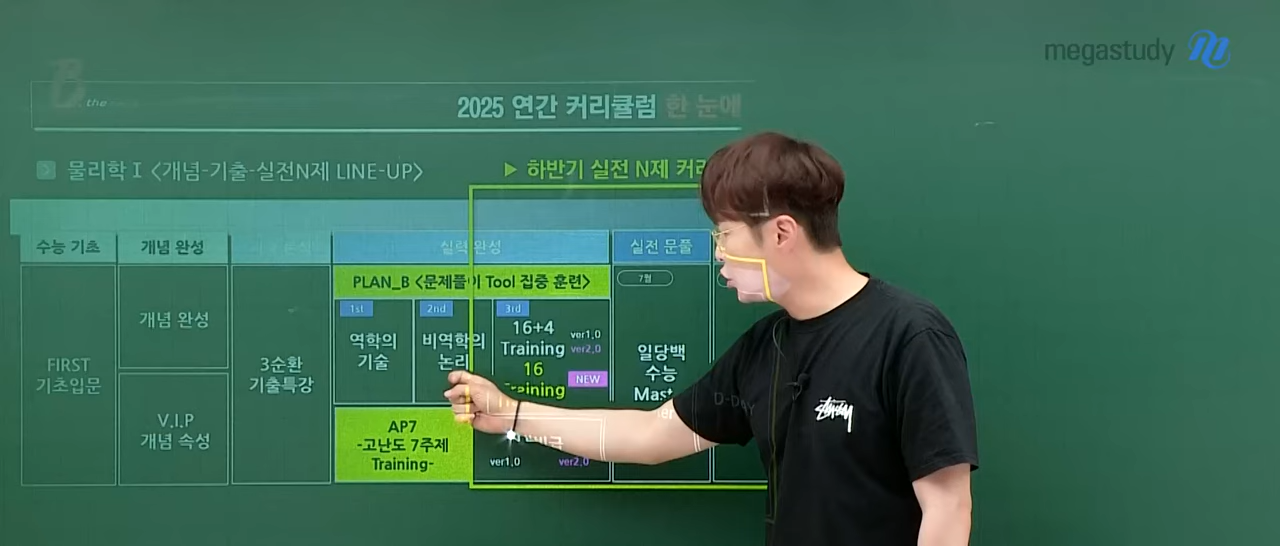 megastudy
B the
2025 연간 커리큘럼 한 눈에
물리학 I <개념-기출-실전N제 LINE-UP>
▶ 하반기 실전 N제 커리
수능 기초
개념 완성
실력 완성
실전 문풀
PLAN_B <문제풀이 Tool 집중 훈련>
7월
1st
2nd
3rd
FIRST
기초입문
개념 완성
V.I.P
개념 속성
3순환
기출특강
역학의
기술
비역학의
논리
16+4
Training
ver1.0
ver2.0
16
Training
NEW
AP7
-고난도 7주제
Training-
ver1.0
ver2.0
일당백
수능
D-DAY
STUSSY